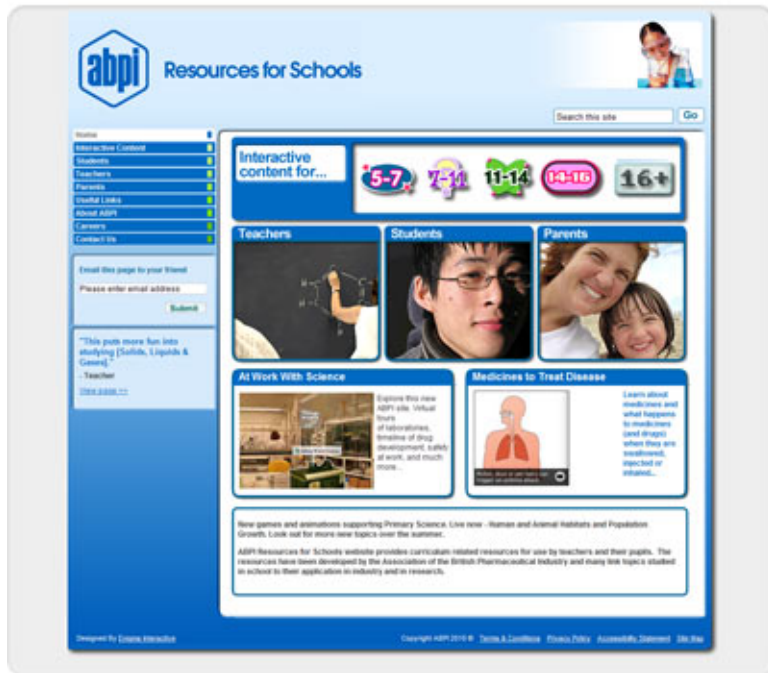 abpi
Resources for Schools
Search this site
Go
Home
Interactive Content
Students
Teachers
Parents
Useful Links
About ABPI
Careers
Contact Us
Email this page to your friend
Please enter email address
Submit
"This puts more fun into
studying [Solids, Liquids &
Gases]."
- Teacher
View page >>
Interactive
content for...
5-7
7-11
11-14
14-16
16+
Teachers
Students
Parents
At Work With Science
Explore this new
ABPI site. Virtual
tours
of laboratories,
timeline of drug
development, safety
at work, and much
more...
Medicines to Treat Disease
Learn about
medicines and
what happens
to medicines
(and drugs)
when they are
swallowed,
injected or
inhaled...
New games and animations supporting Primary Science. Live now - Human and Animal Habitats and Population
Growth. Look out for more new topics over the summer.
ABPI Resources for Schools website provides curriculum related resources for use by teachers and their pupils. The
resources have been developed by the Association of the British Pharmaceutical Industry and many link topics studied
in school to their application in industry and in research.
Designed By Enigma Interactive
Copyright ABPI 2010 © Terms & Conditions Privacy Policy Accessibility Statement Site Map